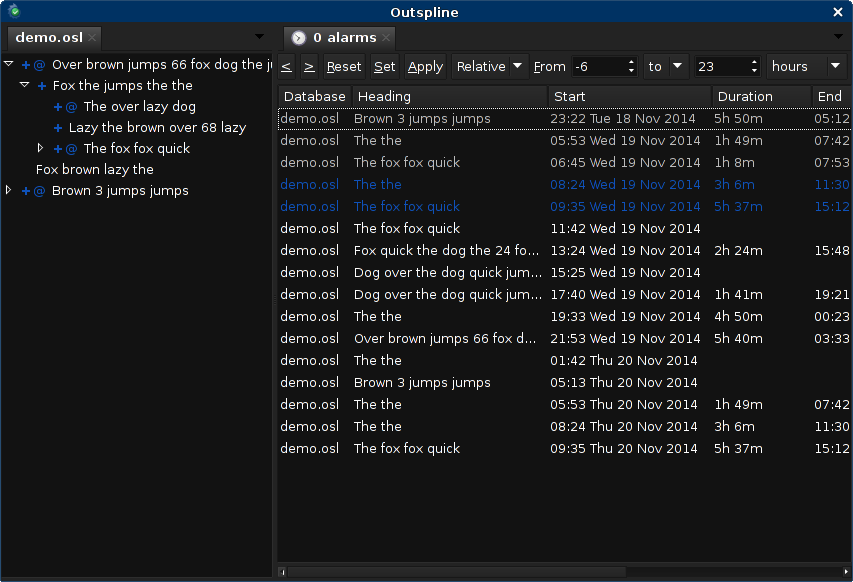 Outspline
demo.osl
0 alarms
< > Reset Set Apply Relative From -6 to 23 hours
Over brown jumps 66 fox dog the j
Fox the jumps the the
+@ The over lazy dog
+ Lazy the brown over 68 lazy
+@ The fox fox quick
Fox brown lazy the
+@ Brown 3 jumps jumps
Database Heading Start Duration End
demo.osl Brown 3 jumps jumps 23:22 Tue 18 Nov 2014 5h 50m 05:12
demo.osl The the 05:53 Wed 19 Nov 2014 1h 49m 07:42
demo.osl The fox fox quick 06:45 Wed 19 Nov 2014 1h 8m 07:53
demo.osl The the 08:24 Wed 19 Nov 2014 3h 6m 11:30
demo.osl The fox fox quick 09:35 Wed 19 Nov 2014 5h 37m 15:12
demo.osl The fox fox quick 11:42 Wed 19 Nov 2014
demo.osl Fox quick the dog the 24 fo... 13:24 Wed 19 Nov 2014 2h 24m 15:48
demo.osl Dog over the dog quick jum... 15:25 Wed 19 Nov 2014
demo.osl Dog over the dog quick jum... 17:40 Wed 19 Nov 2014 1h 41m 19:21
demo.osl The the 19:33 Wed 19 Nov 2014 4h 50m 00:23
demo.osl Over brown jumps 66 fox d... 21:53 Wed 19 Nov 2014 5h 40m 03:33
demo.osl The the 01:42 Thu 20 Nov 2014
demo.osl Brown 3 jumps jumps 05:13 Thu 20 Nov 2014
demo.osl The the 05:53 Thu 20 Nov 2014 1h 49m 07:42
demo.osl The the 08:24 Thu 20 Nov 2014 3h 6m 11:30
demo.osl The fox fox quick 09:35 Thu 20 Nov 2014 5h 37m 15:12